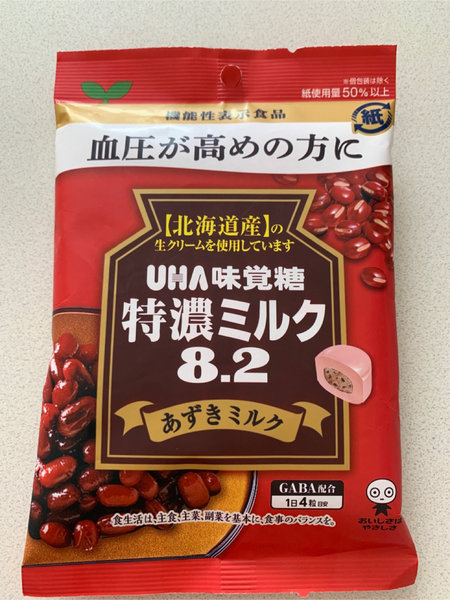 ※個包装は除く
紙使用量50%以上
紙
機能性表示食品
血圧が高めの方に
【北海道産】の
生クリームを使用しています
UHA味覚糖
特濃ミルク
8.2
あずきミルク
GABA配合
1日4粒目安
食生活は、主食、主菜、副菜を基本に、食事のバランスを。
おいしさは
やさしさ